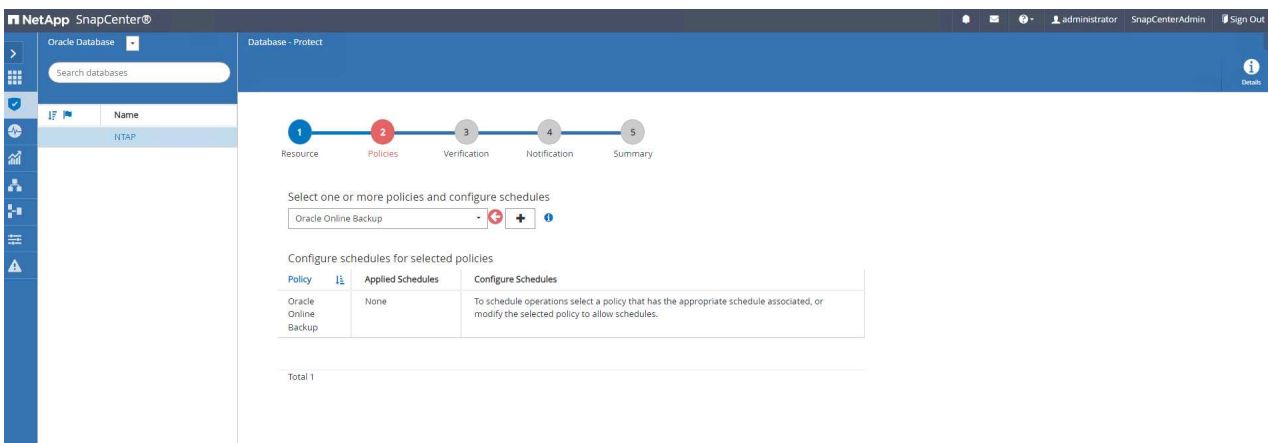 NetApp SnapCenter®
administrator SnapCenterAdmin Sign Out
Oracle Database
Database - Protect
Search databases
Details
Name
NTAP
1 2 3 4 5
Resource Policies Verification Notification Summary
Select one or more policies and configure schedules
Oracle Online Backup
Configure schedules for selected policies
Policy Applied Schedules Configure Schedules
Oracle Online Backup None To schedule operations select a policy that has the appropriate schedule associated, or
modify the selected policy to allow schedules.
Total 1